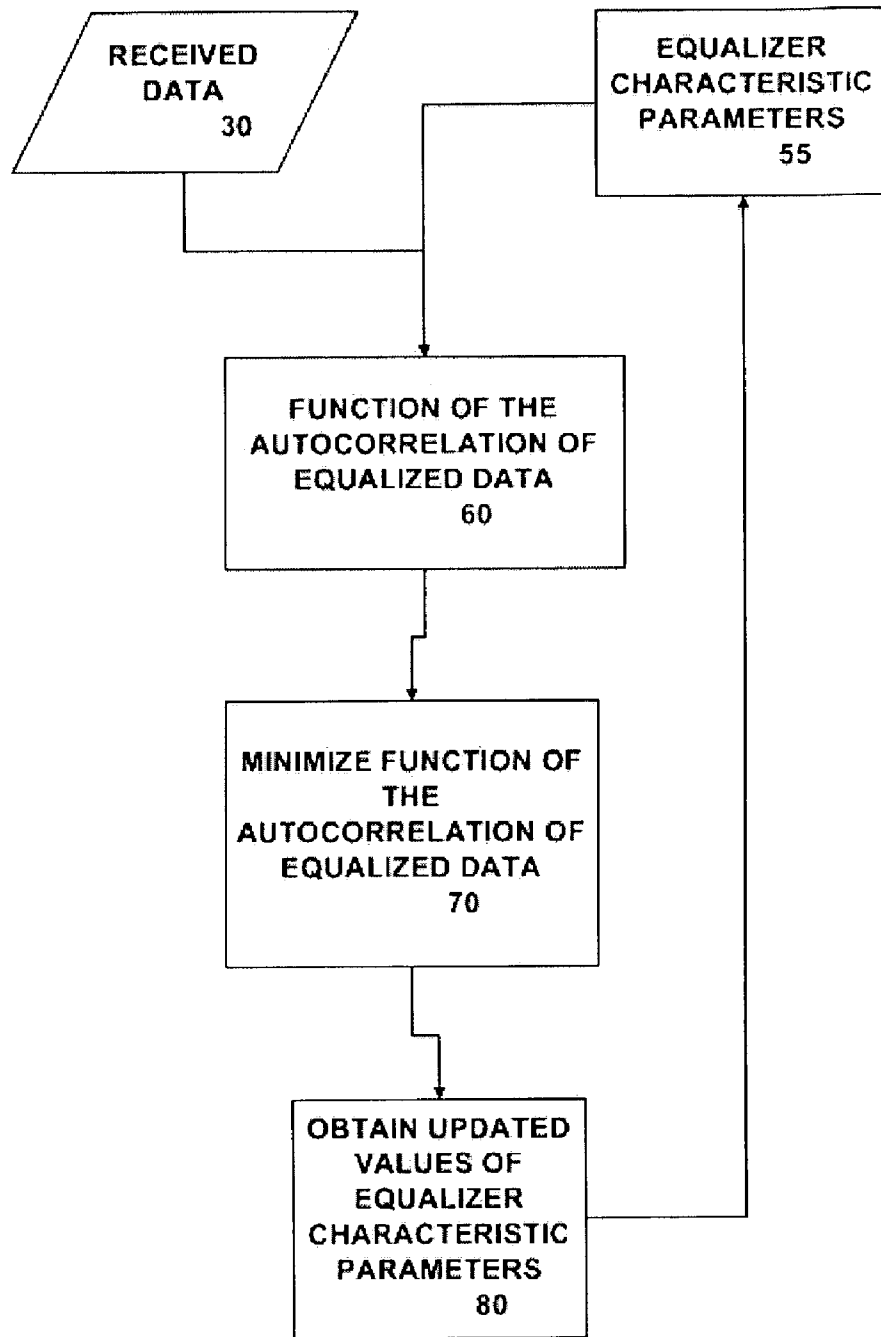 RECEIVED
DATA
30
EQUALIZER
CHARACTERISTIC
PARAMETERS
55
FUNCTION OF THE
AUTOCORRELATION OF
EQUALIZED DATA
60
MINIMIZE FUNCTION OF
THE
AUTOCORRELATION OF
EQUALIZED DATA
70
OBTAIN UPDATED
VALUES OF
EQUALIZER
CHARACTERISTIC
PARAMETERS
80